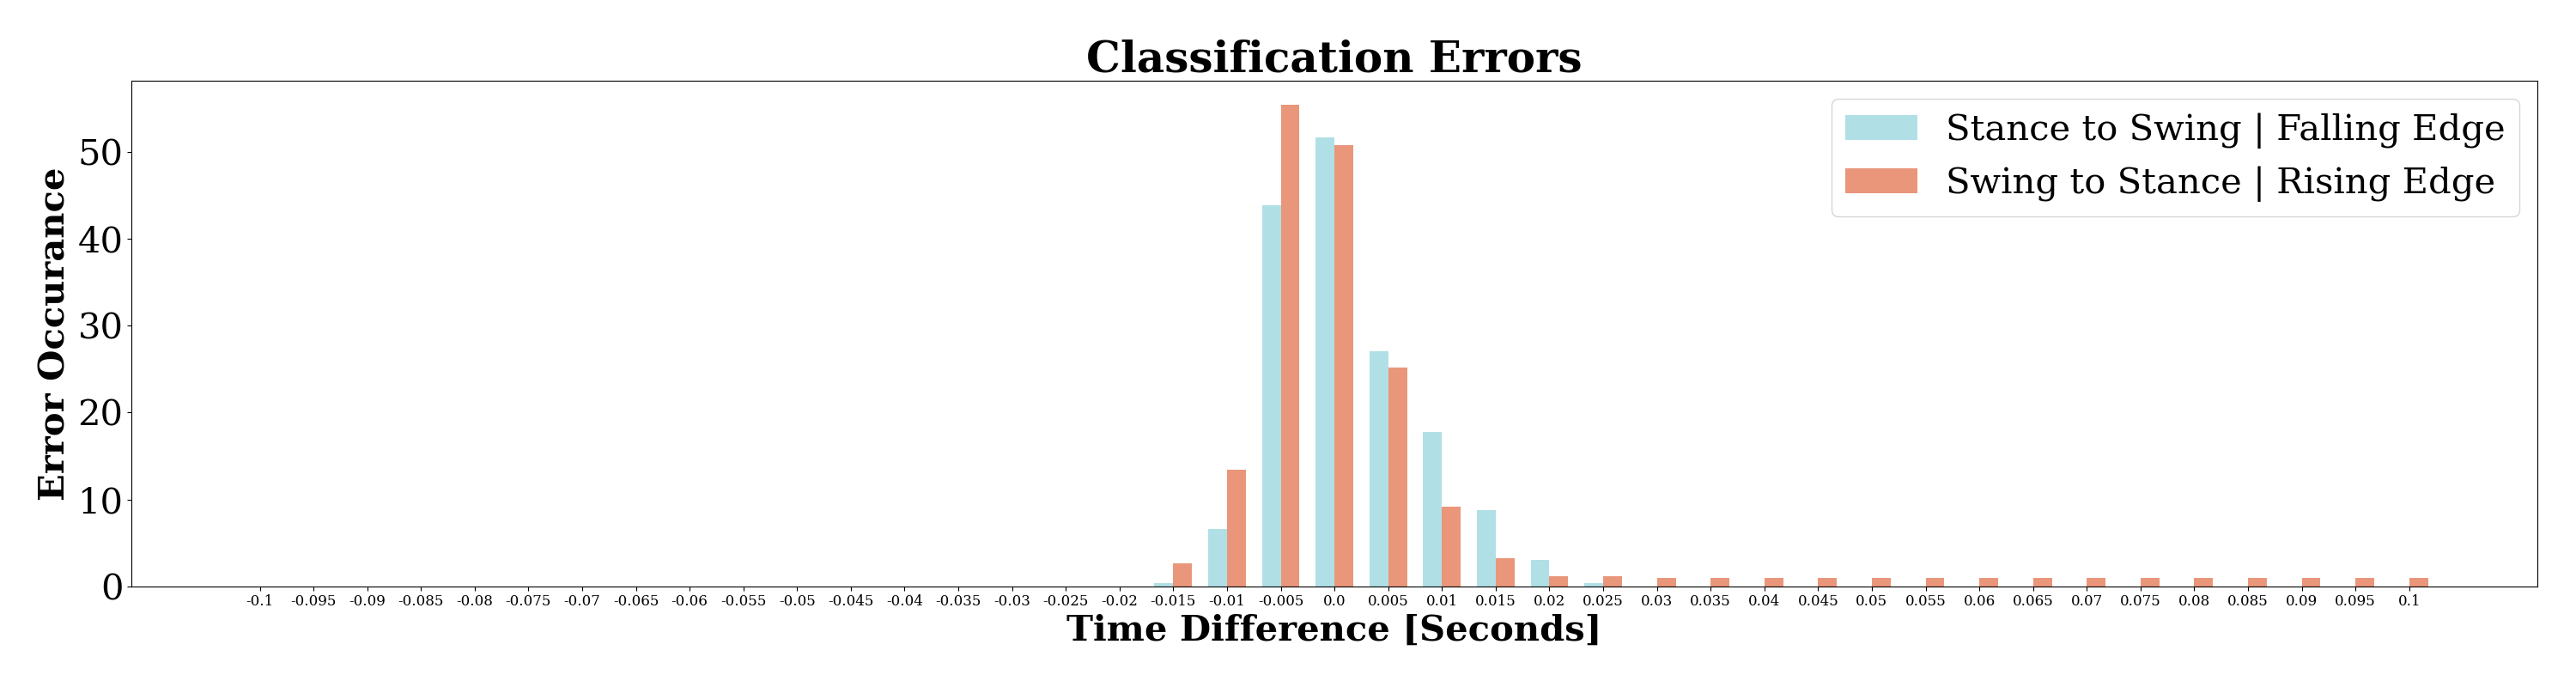 Classification Errors
Stance to Swing | Falling Edge
Swing to Stance | Rising Edge
Error Occurance
50
40
30
20
10
0
-0.1 -0.095 -0.09 -0.085 -0.08 -0.075 -0.07 -0.065 -0.06 -0.055 -0.05 -0.045 -0.04 -0.035 -0.03 -0.025 -0.02 -0.015 -0.01 -0.005 0.0 0.005 0.01 0.015 0.02 0.025 0.03 0.035 0.04 0.045 0.05 0.055 0.06 0.065 0.07 0.075 0.08 0.085 0.09 0.095 0.1
Time Difference [Seconds]